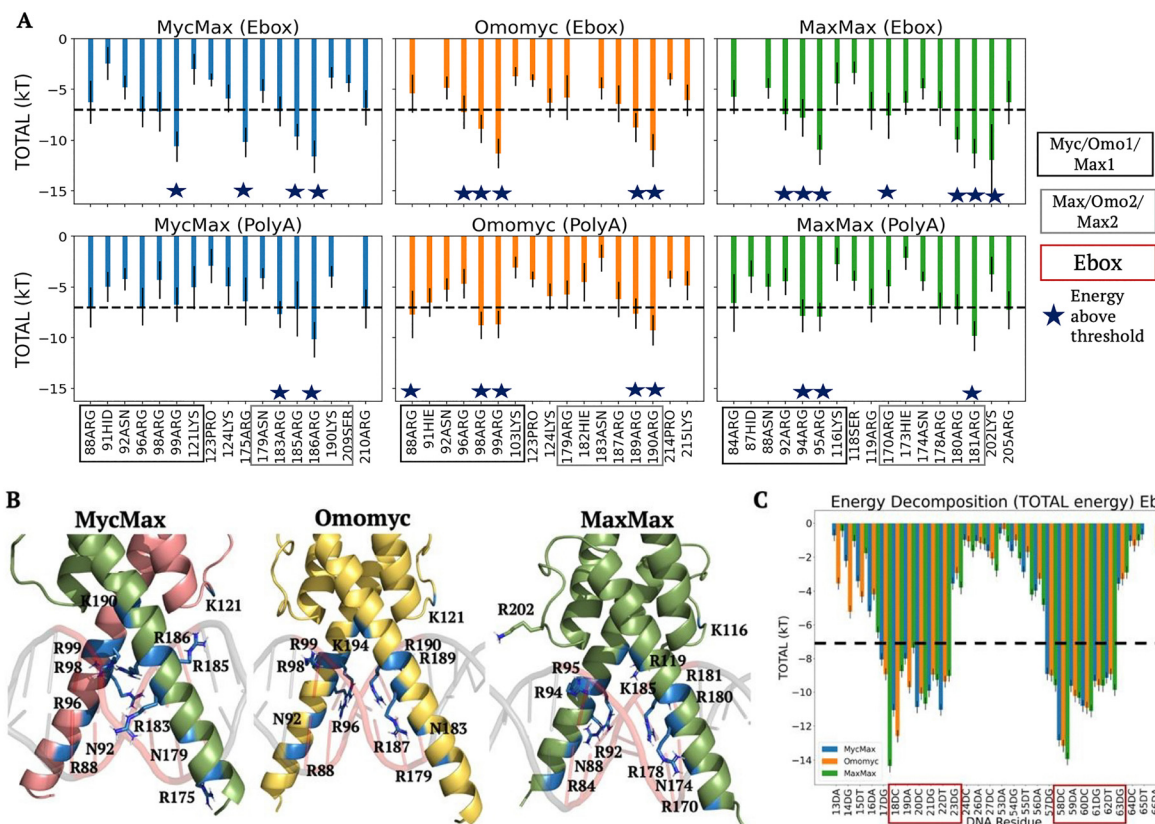 A
MycMax (Ebox)
Omomyc (Ebox)
MaxMax (Ebox)
TOTAL (kT)
0
−5
−10
−15
MycMax (PolyA)
Omomyc (PolyA)
MaxMax (PolyA)
TOTAL (kT)
0
−5
−10
−15
88ARG
91HID
92ASN
96ARG
98ARG
99ARG
121LYS
123PRO
124LYS
175ARG
179ASN
183ARG
185ARG
186ARG
190LYS
209SER
210ARG
88ARG
91HIE
92ASN
96ARG
98ARG
99ARG
103LYS
123PRO
124LYS
179ARG
182HIE
183ASN
187ARG
189ARG
190ARG
214PRO
215LYS
84ARG
87HID
88ASN
92ARG
94ARG
95ARG
116LYS
118SER
119ARG
170ARG
173HIE
174ASN
178ARG
180ARG
181ARG
202LYS
205ARG
Myc/Omo1/
Max1
Max/Omo2/
Max2
Ebox
Energy
above
threshold
B
MycMax
K190
K121
R186
R99
R98
R185
R96
R183
N92
N179
R88
R175
Omomyc
K121
R99
K194
R190
R98
R189
N92
R96
N183
R187
R88
R179
MaxMax
R202
K116
R95
R119
R94
K185
R181
R180
R92
N88
R178
N174
R84
R170
C
Energy Decomposition (TOTAL energy) Eb
TOTAL (kT)
0
−2
−4
−6
−8
−10
−12
−14
MycMax
Omomyc
MaxMax
13DA
14DG
15DT
16DA
17DG
18DC
19DA
20DC
21DG
22DT
23DG
24DC
26DA
27DC
53DA
54DG
55DT
56DA
57DG
58DC
59DA
60DC
61DG
62DT
63DG
64DC
65DT
DNA Residue